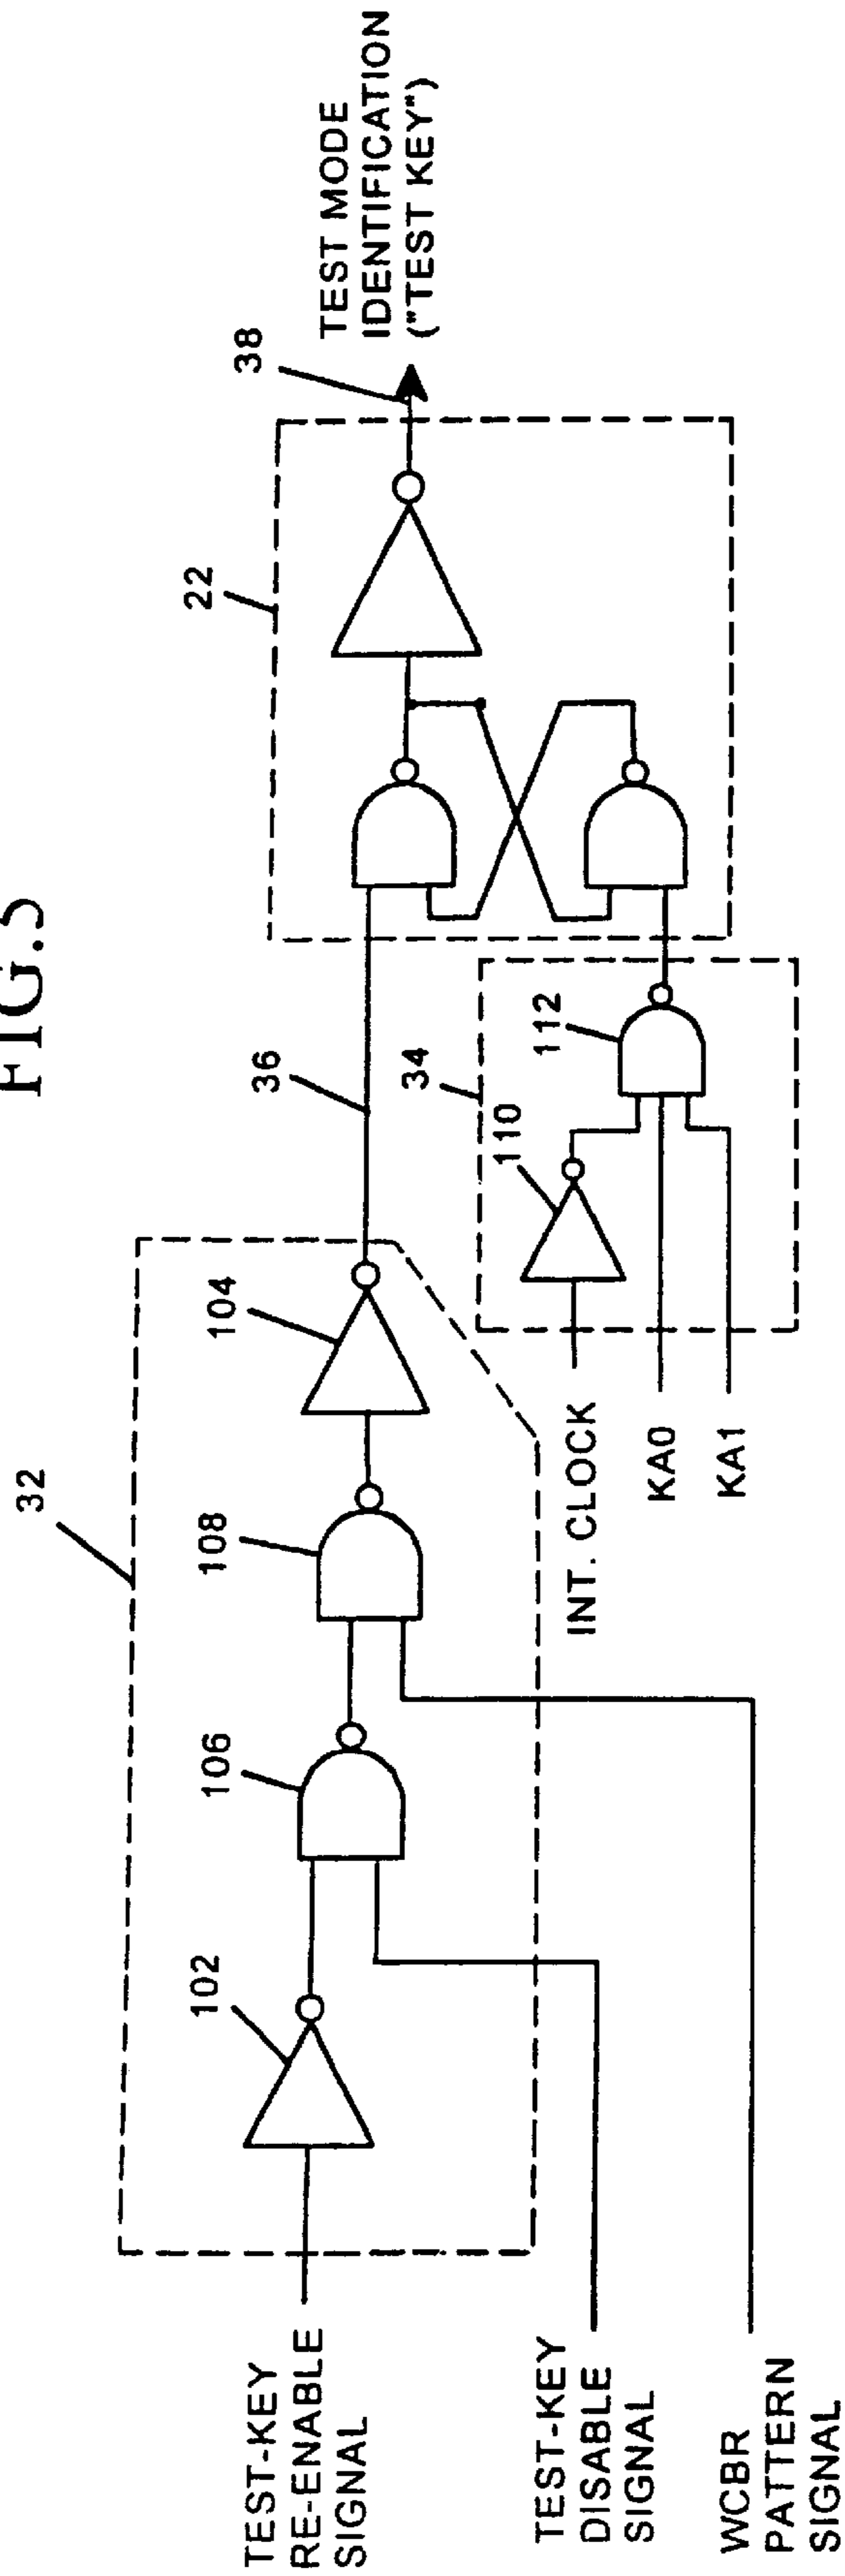 FIG.5
32
102
106
108
104
36
34
110
112
22
38
TEST MODE
IDENTIFICATION
("TEST KEY")
INT. CLOCK
KA0
KA1
TEST-KEY
RE-ENABLE
SIGNAL
TEST-KEY
DISABLE
SIGNAL
WCBR
PATTERN
SIGNAL